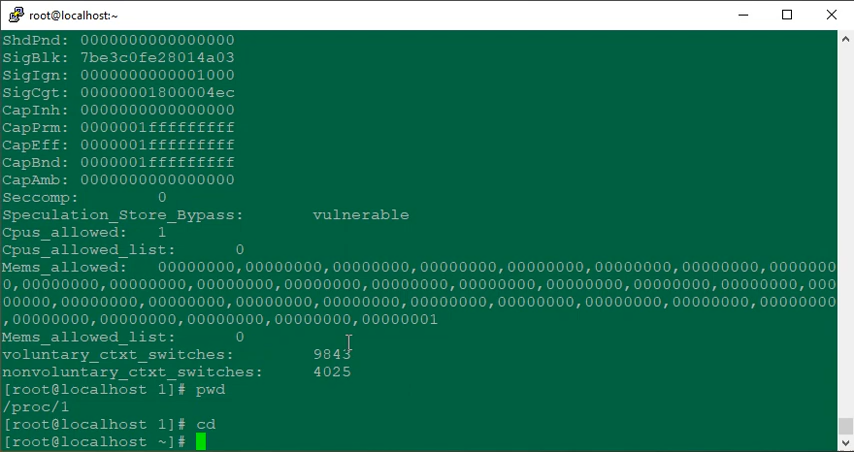 root@localhost:~
ShdPnd: 0000000000000000
SigBlk: 7be3c0fe28014a03
SigIgn: 0000000000001000
SigCgt: 00000001800004ec
CapInh: 0000000000000000
CapPrm: 0000001fffffffff
CapEff: 0000001fffffffff
CapBnd: 0000001fffffffff
CapAmb: 0000000000000000
Seccomp:        0
Speculation_Store_Bypass:       vulnerable
Cpus_allowed:   1
Cpus_allowed_list:      0
Mems_allowed:   00000000,00000000,00000000,00000000,00000000,00000000,00000000,0000000
0,00000000,00000000,00000000,00000000,00000000,00000000,00000000,00000000,00000000,000
00000,00000000,00000000,00000000,00000000,00000000,00000000,00000000,00000000,00000000
,00000000,00000000,00000000,00000000,00000001
Mems_allowed_list:      0
voluntary_ctxt_switches:        9843
nonvoluntary_ctxt_switches:     4025
[root@localhost 1]# pwd
/proc/1
[root@localhost 1]# cd
[root@localhost ~]#